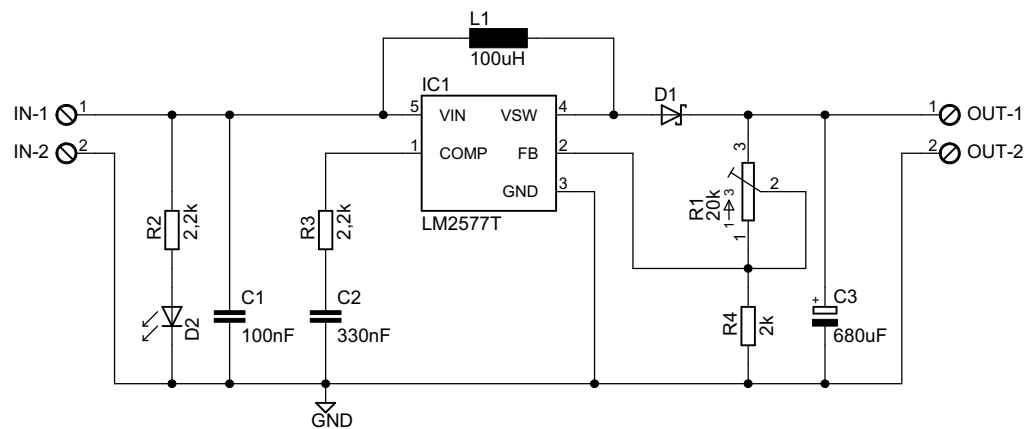 L1
100uH
IC1
IN-1 1
5 VIN VSW 4
D1
1 OUT-1
IN-2 2
1 COMP FB 2
2 OUT-2
GND 3
LM2577T
3
2
R1
20k
1 3
1
R2
2,2k
R3
2,2k
D2
C1
100nF
C2
330nF
R4
2k
+
C3
680uF
GND